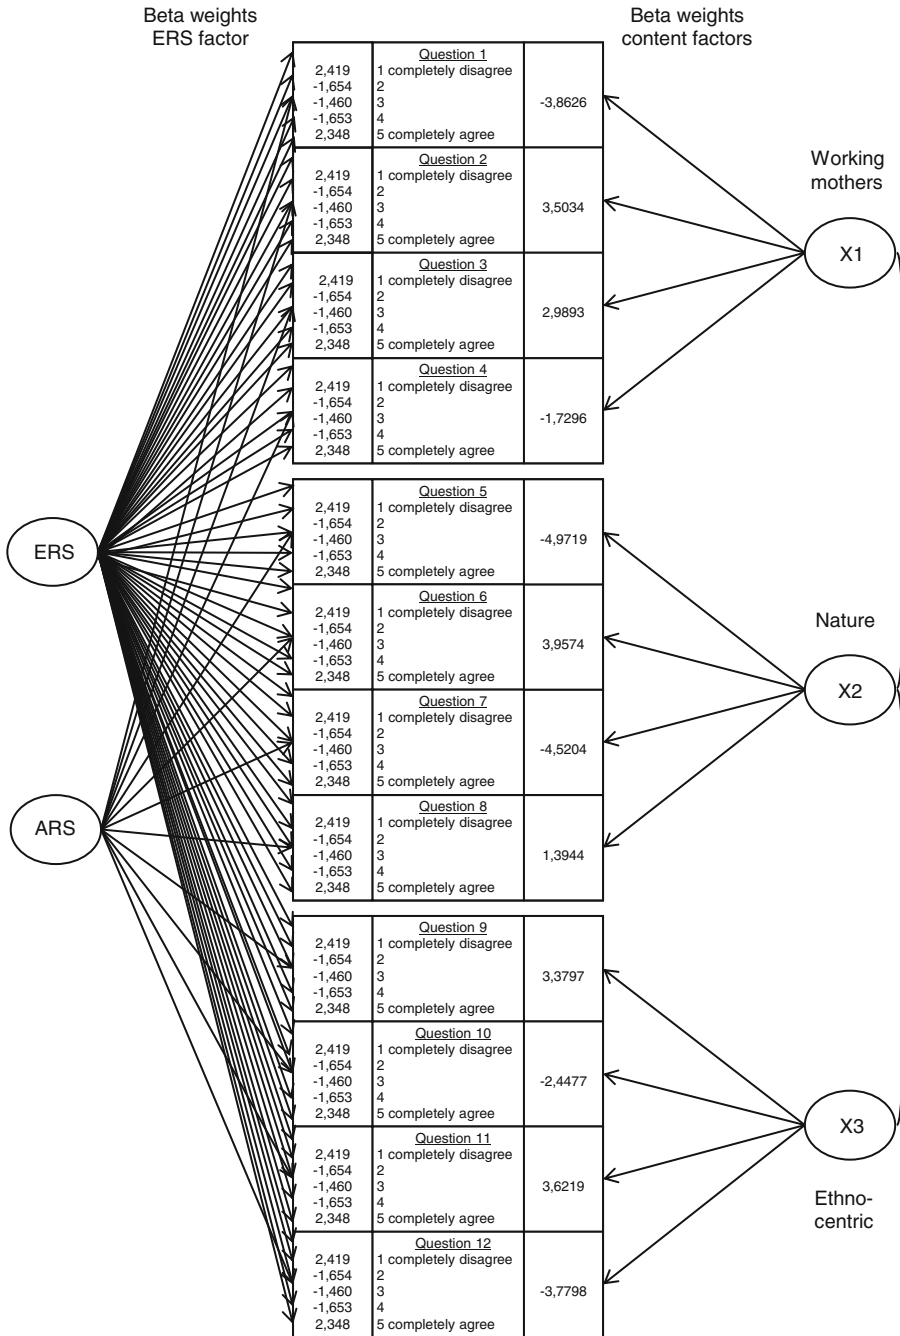 Beta weights
ERS factor
Beta weights
content factors
Question 1
2,419 1 completely disagree
-1,654 2
-1,460 3 -3,8626
-1,653 4
2,348 5 completely agree
Question 2
2,419 1 completely disagree
-1,654 2
-1,460 3 3,5034
-1,653 4
2,348 5 completely agree
Working
mothers
X1
Question 3
2,419 1 completely disagree
-1,654 2
-1,460 3 2,9893
-1,653 4
2,348 5 completely agree
Question 4
2,419 1 completely disagree
-1,654 2
-1,460 3 -1,7296
-1,653 4
2,348 5 completely agree
Question 5
2,419 1 completely disagree
-1,654 2
-1,460 3 -4,9719
-1,653 4
2,348 5 completely agree
ERS
Question 6
2,419 1 completely disagree
-1,654 2
-1,460 3 3,9574
-1,653 4
2,348 5 completely agree
Nature
X2
Question 7
2,419 1 completely disagree
-1,654 2
-1,460 3 -4,5204
-1,653 4
2,348 5 completely agree
Question 8
2,419 1 completely disagree
-1,654 2
-1,460 3 1,3944
-1,653 4
2,348 5 completely agree
ARS
Question 9
2,419 1 completely disagree
-1,654 2
-1,460 3 3,3797
-1,653 4
2,348 5 completely agree
Question 10
2,419 1 completely disagree
-1,654 2
-1,460 3 -2,4477
-1,653 4
2,348 5 completely agree
X3
Ethno-
centric
Question 11
2,419 1 completely disagree
-1,654 2
-1,460 3 3,6219
-1,653 4
2,348 5 completely agree
Question 12
2,419 1 completely disagree
-1,654 2
-1,460 3 -3,7798
-1,653 4
2,348 5 completely agree